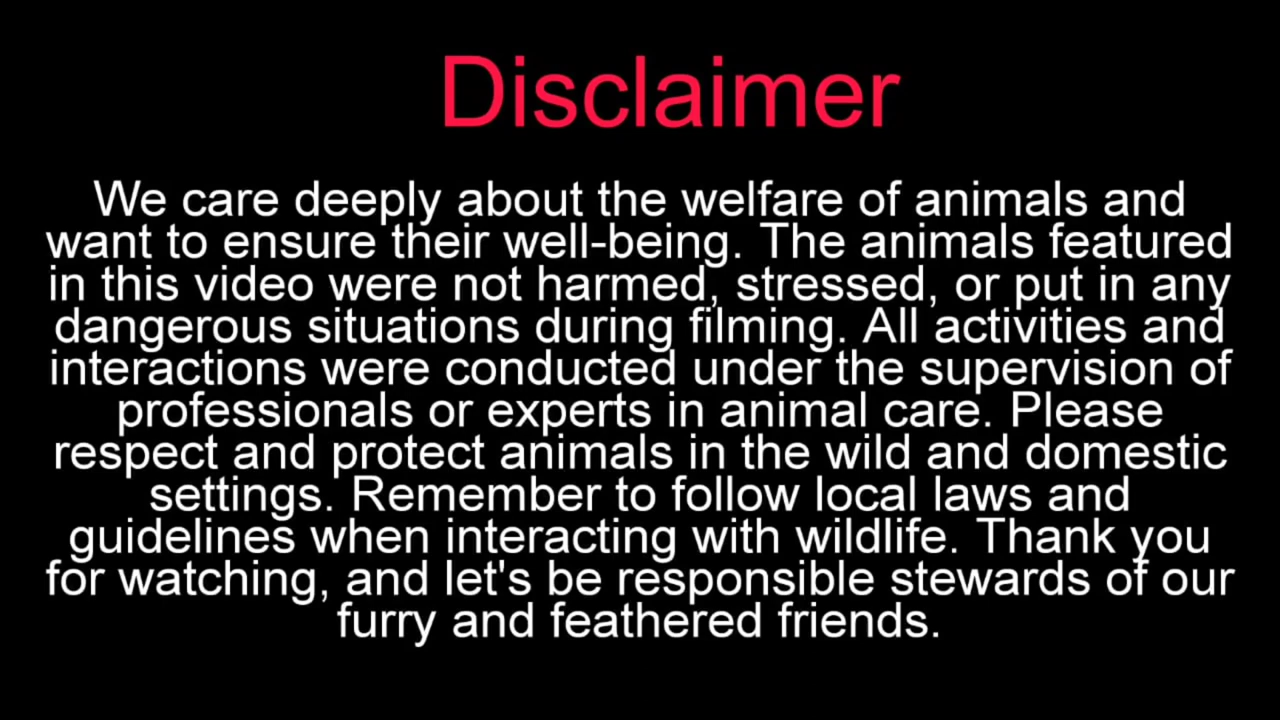 Disclaimer
We care deeply about the welfare of animals and
want to ensure their well-being. The animals featured
in this video were not harmed, stressed, or put in any
dangerous situations during filming. All activities and
interactions were conducted under the supervision of
professionals or experts in animal care. Please
respect and protect animals in the wild and domestic
settings. Remember to follow local laws and
guidelines when interacting with wildlife. Thank you
for watching, and let's be responsible stewards of our
furry and feathered friends.